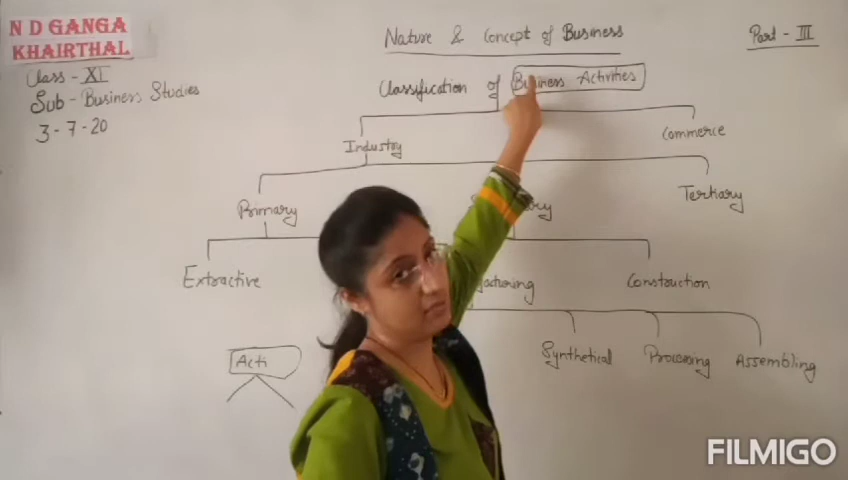 N D GANGA
KHAIRTHAL
Class - XI
Sub - Business Studies
3-7-20
Nature & Concept of Business
Part - III
Classification of Business Activities
Industry
Commerce
Primary
Tertiary
Extractive
Construction
Synthetical
Processing
Assembling
Acti
FILMIGO